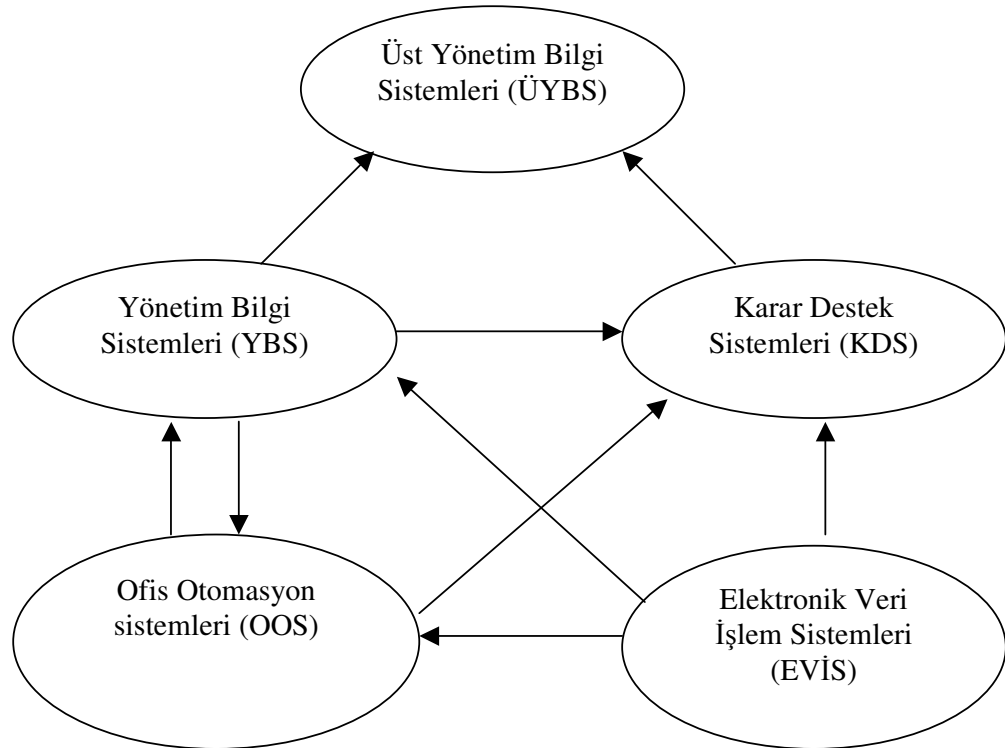 Üst Yönetim Bilgi
Sistemleri (ÜYBS)
Yönetim Bilgi
Sistemleri (YBS)
Karar Destek
Sistemleri (KDS)
Ofis Otomasyon
sistemleri (OOS)
Elektronik Veri
İşlem Sistemleri
(EVİS)